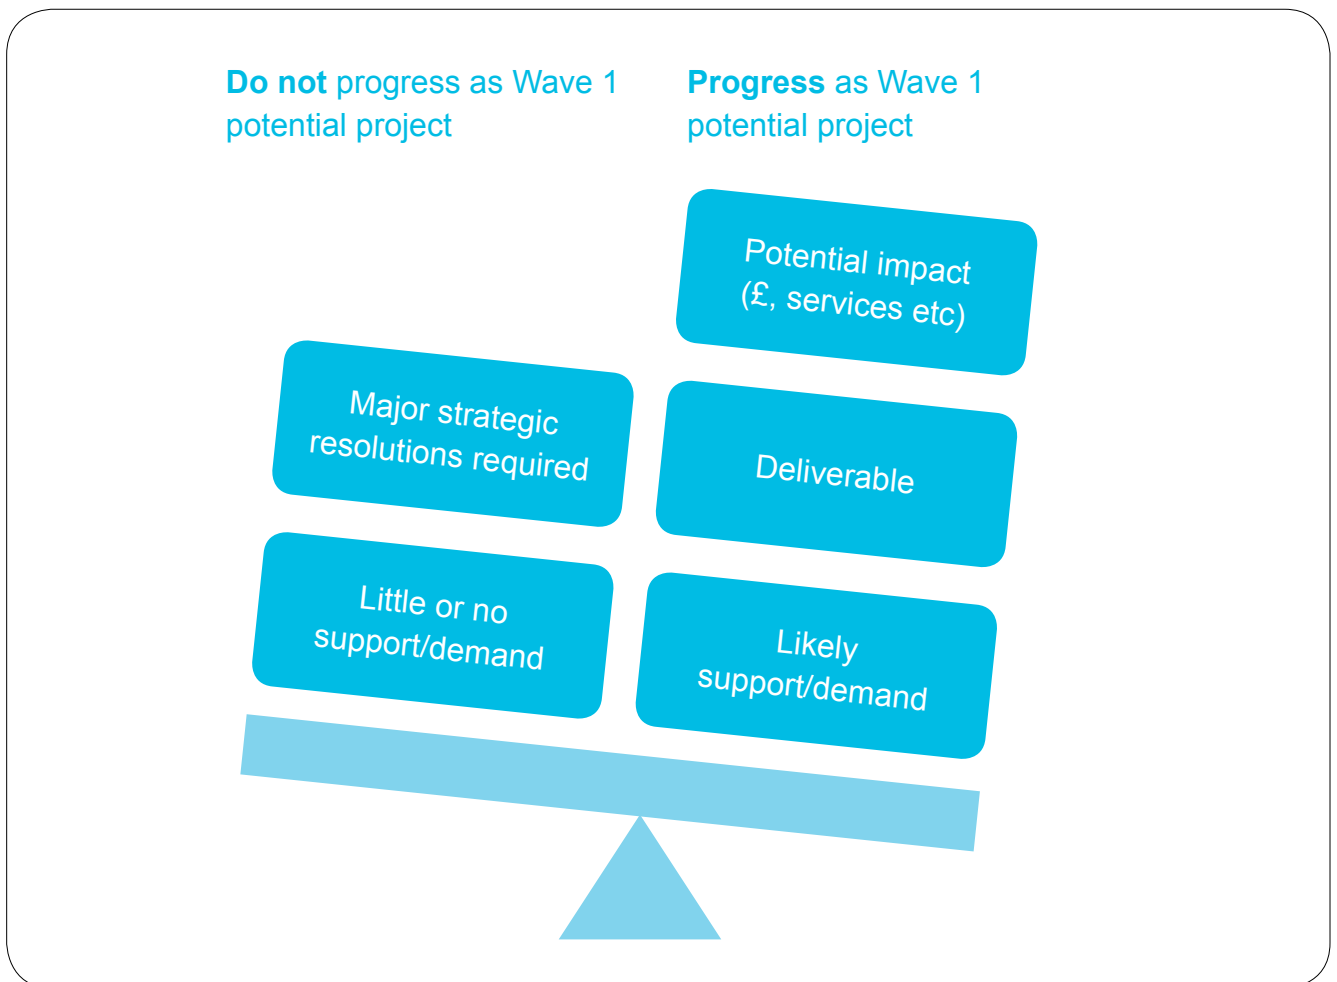 Do not progress as Wave 1
potential project
Progress as Wave 1
potential project
Potential impact
(£, services etc)
Major strategic
resolutions required
Deliverable
Little or no
support/demand
Likely
support/demand